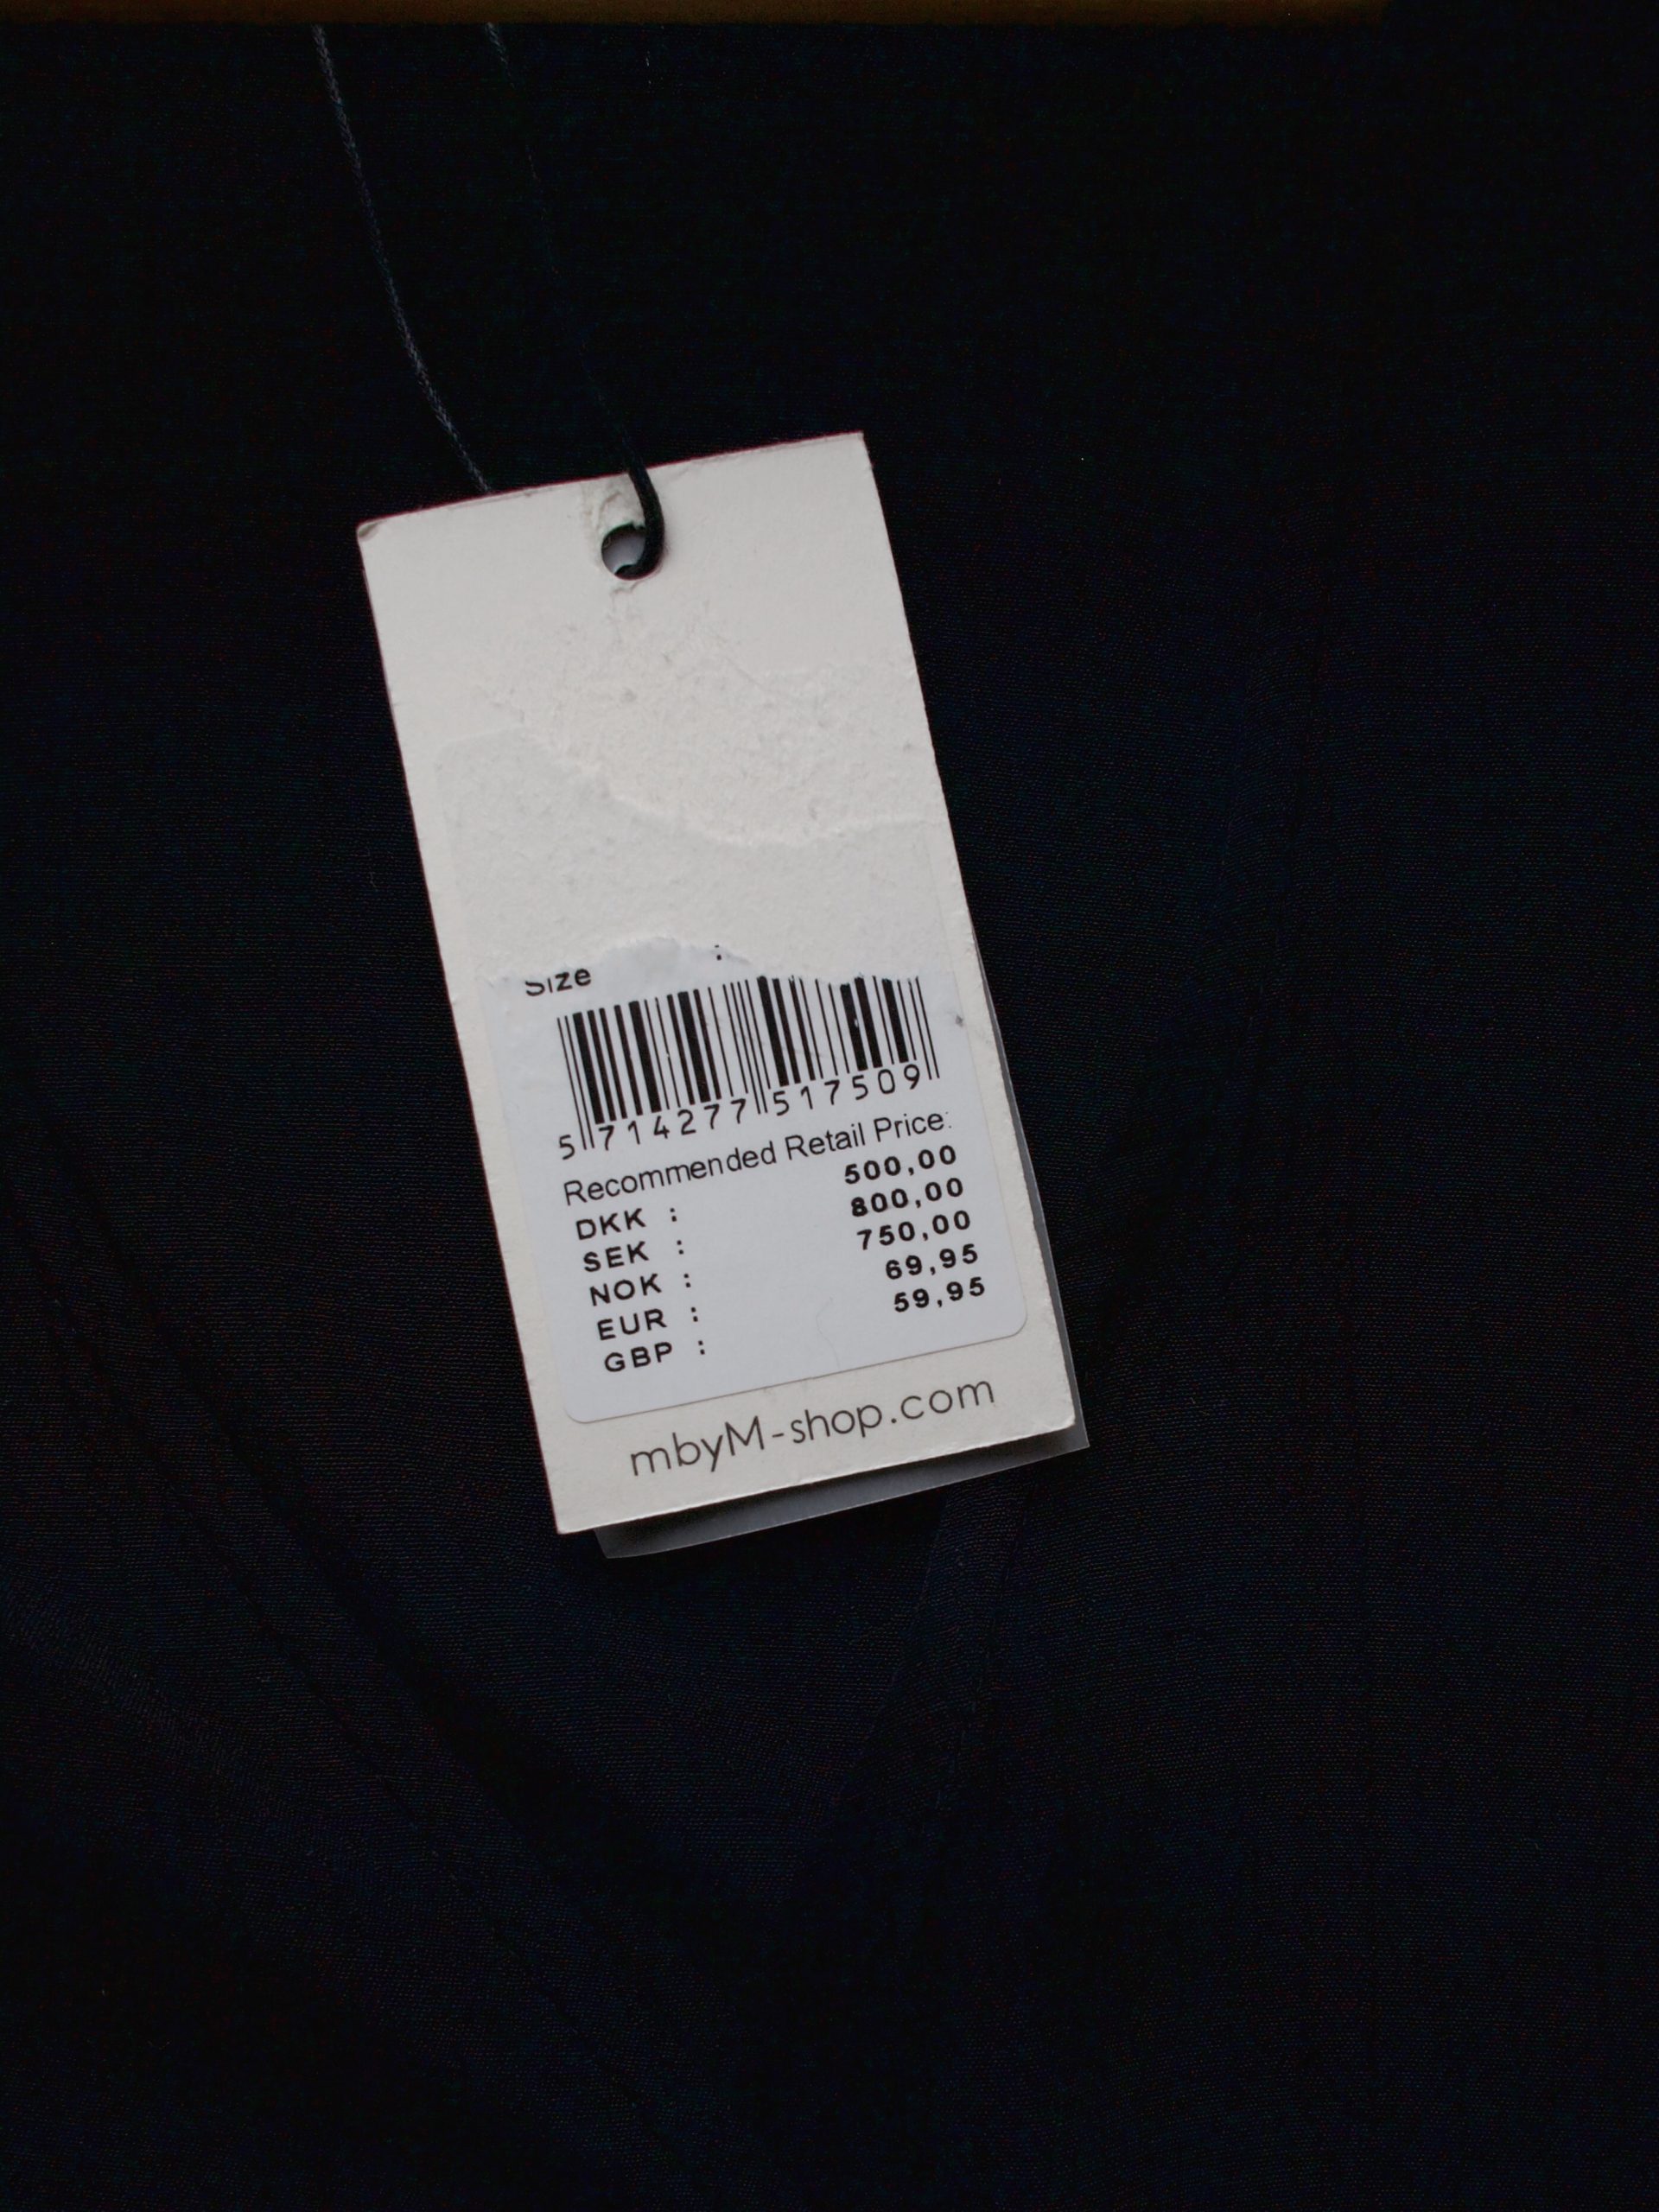 Size :
5 714277 517509
Recommended Retail Price:
DKK : 500,00
SEK : 800,00
NOK : 750,00
EUR : 69,95
GBP : 59,95
mbyM-shop.com